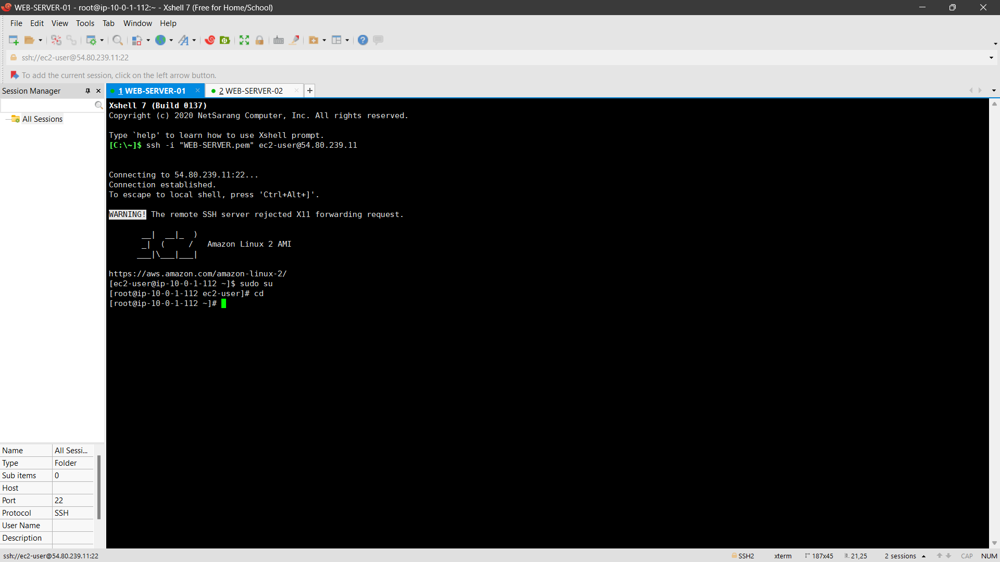 WEB-SERVER-01 - root@ip-10-0-1-112:~ - Xshell 7 (Free for Home/School)
File Edit View Tools Tab Window Help
ssh://ec2-user@54.80.239.11:22
To add the current session, click on the left arrow button.
Session Manager
1 WEB-SERVER-01
2 WEB-SERVER-02
All Sessions
Xshell 7 (Build 0137)
Copyright (c) 2020 NetSarang Computer, Inc. All rights reserved.
Type `help' to learn how to use Xshell prompt.
[C:\~]$ ssh -i "WEB-SERVER.pem" ec2-user@54.80.239.11
Connecting to 54.80.239.11:22...
Connection established.
To escape to local shell, press 'Ctrl+Alt+]'.
WARNING! The remote SSH server rejected X11 forwarding request.
__|  __|_  )
_|  (     /   Amazon Linux 2 AMI
___|\___|___|
https://aws.amazon.com/amazon-linux-2/
[ec2-user@ip-10-0-1-112 ~]$ sudo su
[root@ip-10-0-1-112 ec2-user]# cd
[root@ip-10-0-1-112 ~]#
Name All Sessi...
Type Folder
Sub items 0
Host
Port 22
Protocol SSH
User Name
Description
ssh://ec2-user@54.80.239.11:22 SSH2 xterm 187x45 21,25 2 sessions CAP NUM